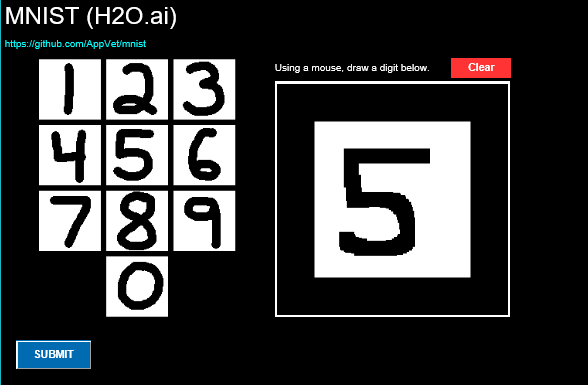 MNIST (H2O.ai)
https://github.com/AppVet/mnist
Using a mouse, draw a digit below.
Clear
1 2 3
4 5 6
7 8 9
0
5
SUBMIT